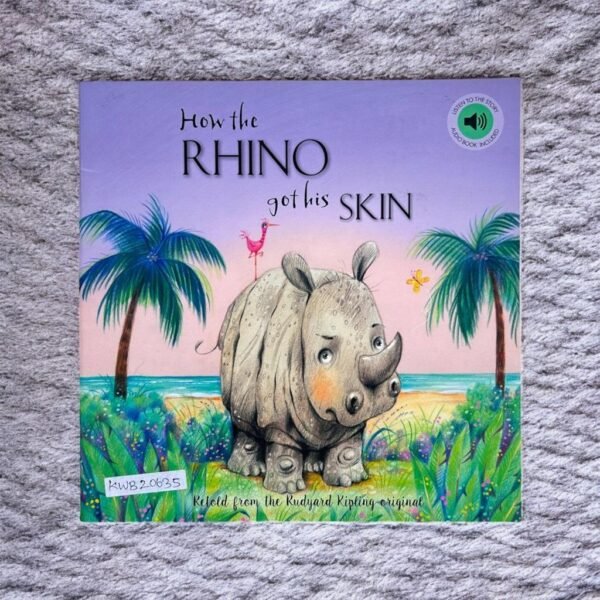 How the
RHINO
got his SKIN
LISTEN TO THE STORY
AUDIO BOOK INCLUDED
KWB20635
Retold from the Rudyard Kipling original